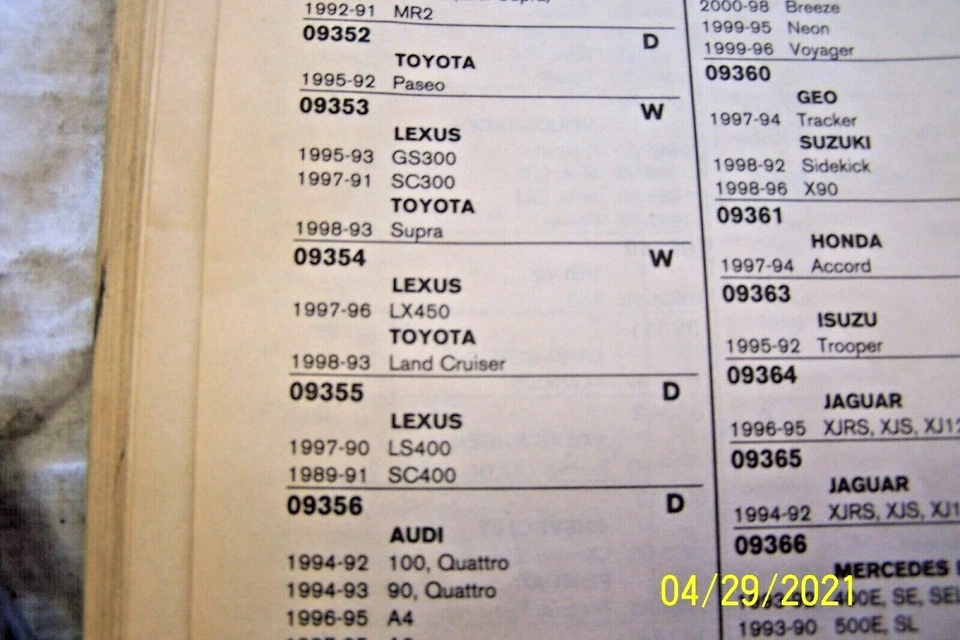 1992-91 MR2
09352 D
TOYOTA
1995-92 Paseo
09353 W
LEXUS
1995-93 GS300
1997-91 SC300
TOYOTA
1998-93 Supra
09354 W
LEXUS
1997-96 LX450
TOYOTA
1998-93 Land Cruiser
09355 D
LEXUS
1997-90 LS400
1989-91 SC400
09356 D
AUDI
1994-92 100, Quattro
1994-93 90, Quattro
1996-95 A4
2000-98 Breeze
1999-95 Neon
1999-96 Voyager
09360
GEO
1997-94 Tracker
SUZUKI
1998-92 Sidekick
1998-96 X90
09361
HONDA
1997-94 Accord
09363
ISUZU
1995-92 Trooper
09364
JAGUAR
1996-95 XJRS, XJS, XJ12
09365
JAGUAR
1994-92 XJRS, XJS, XJ1
09366
MERCEDES
400E, SE, SEL
1993-90 500E, SL
04/29/2021